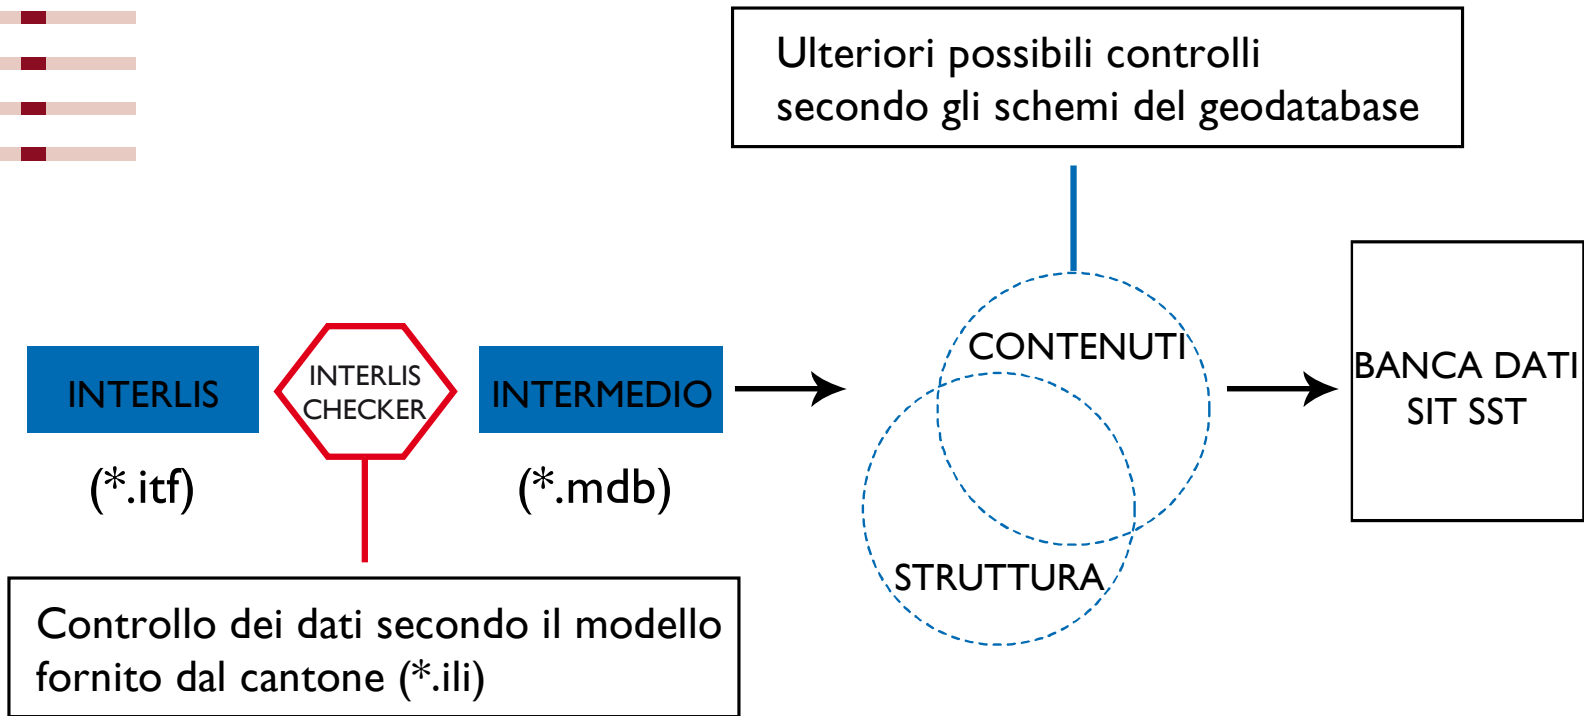 Ulteriori possibili controlli
secondo gli schemi del geodatabase
INTERLIS
(*.itf)
INTERLIS
CHECKER
INTERMEDIO
(*.mdb)
CONTENUTI
STRUTTURA
BANCA DATI
SIT SST
Controllo dei dati secondo il modello
fornito dal cantone (*.ili)